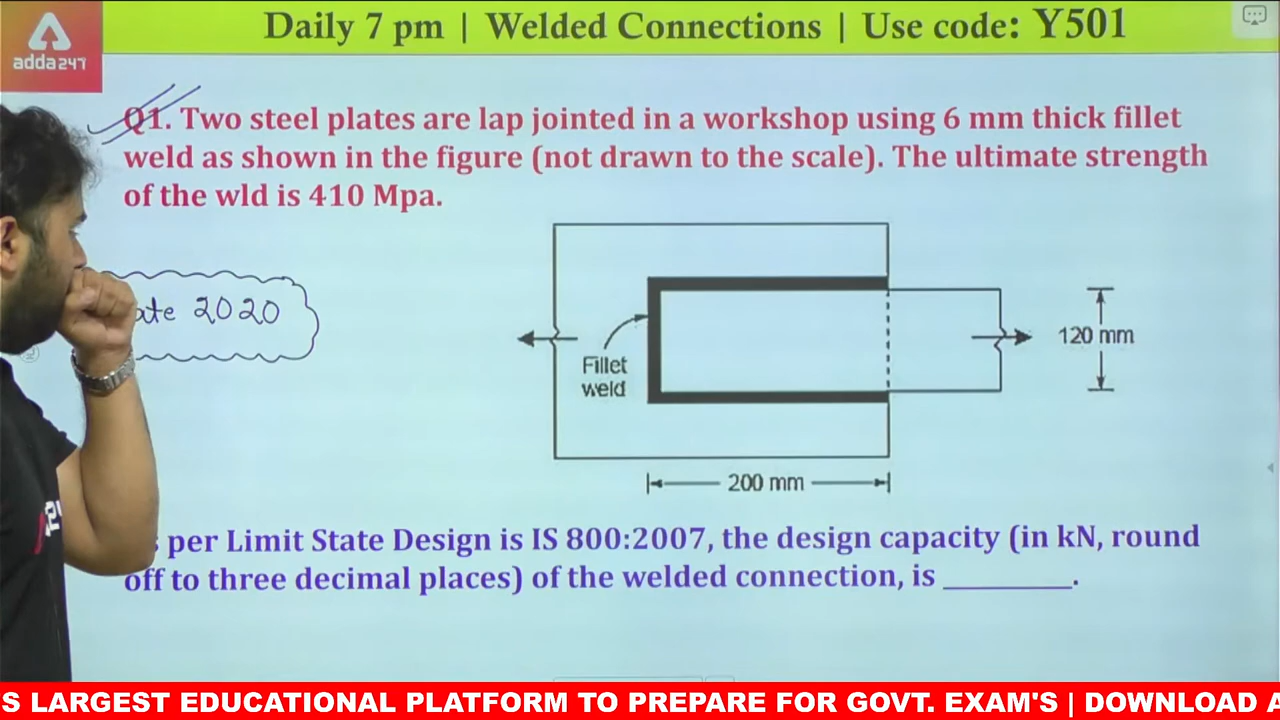 Daily 7 pm | Welded Connections | Use code: Y501
adda247
Q1. Two steel plates are lap jointed in a workshop using 6 mm thick fillet
weld as shown in the figure (not drawn to the scale). The ultimate strength
of the wld is 410 Mpa.
2020
Fillet
weld
120 mm
200 mm
per Limit State Design is IS 800:2007, the design capacity (in kN, round
off to three decimal places) of the welded connection, is ________.
S LARGEST EDUCATIONAL PLATFORM TO PREPARE FOR GOVT. EXAM'S | DOWNLOAD A